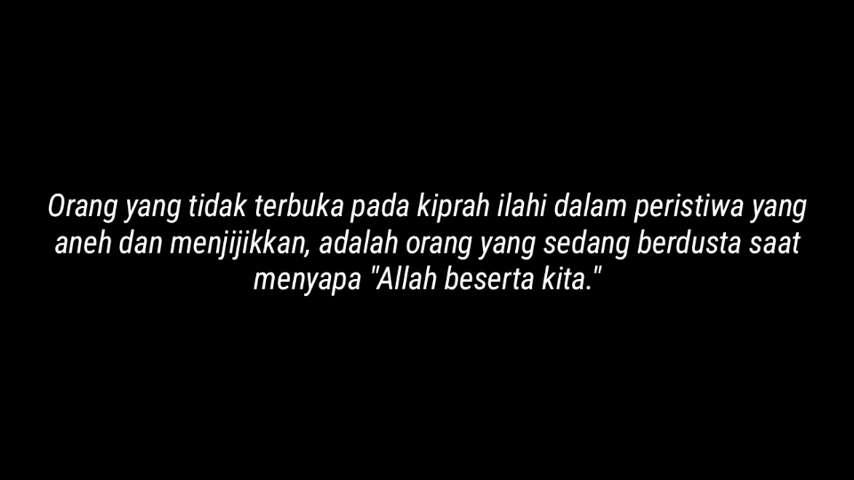 Orang yang tidak terbuka pada kiprah ilahi dalam peristiwa yang
aneh dan menjijikkan, adalah orang yang sedang berdusta saat
menyapa "Allah beserta kita."